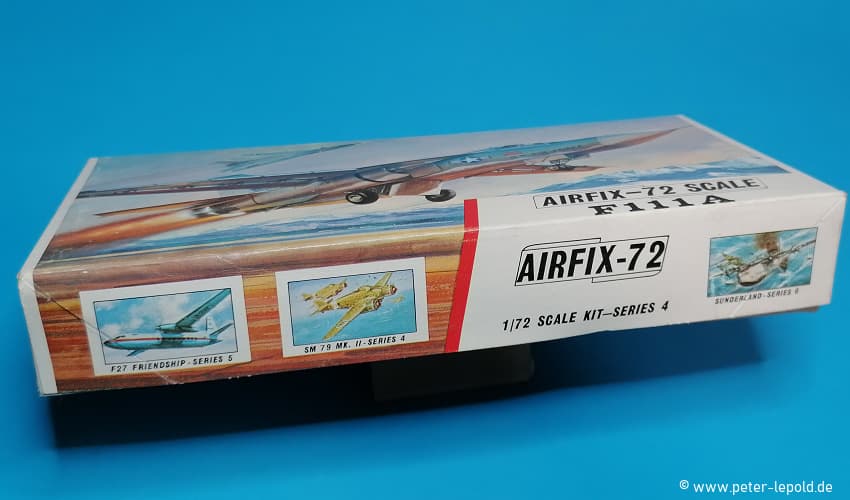 AIRFIX-72 SCALE
F111A
AIRFIX-72
1/72 SCALE KIT—SERIES 4
F27 FRIENDSHIP - SERIES 5
SM 79 MK. II - SERIES 4
SUNDERLAND - SERIES 6
© www.peter-lepold.de